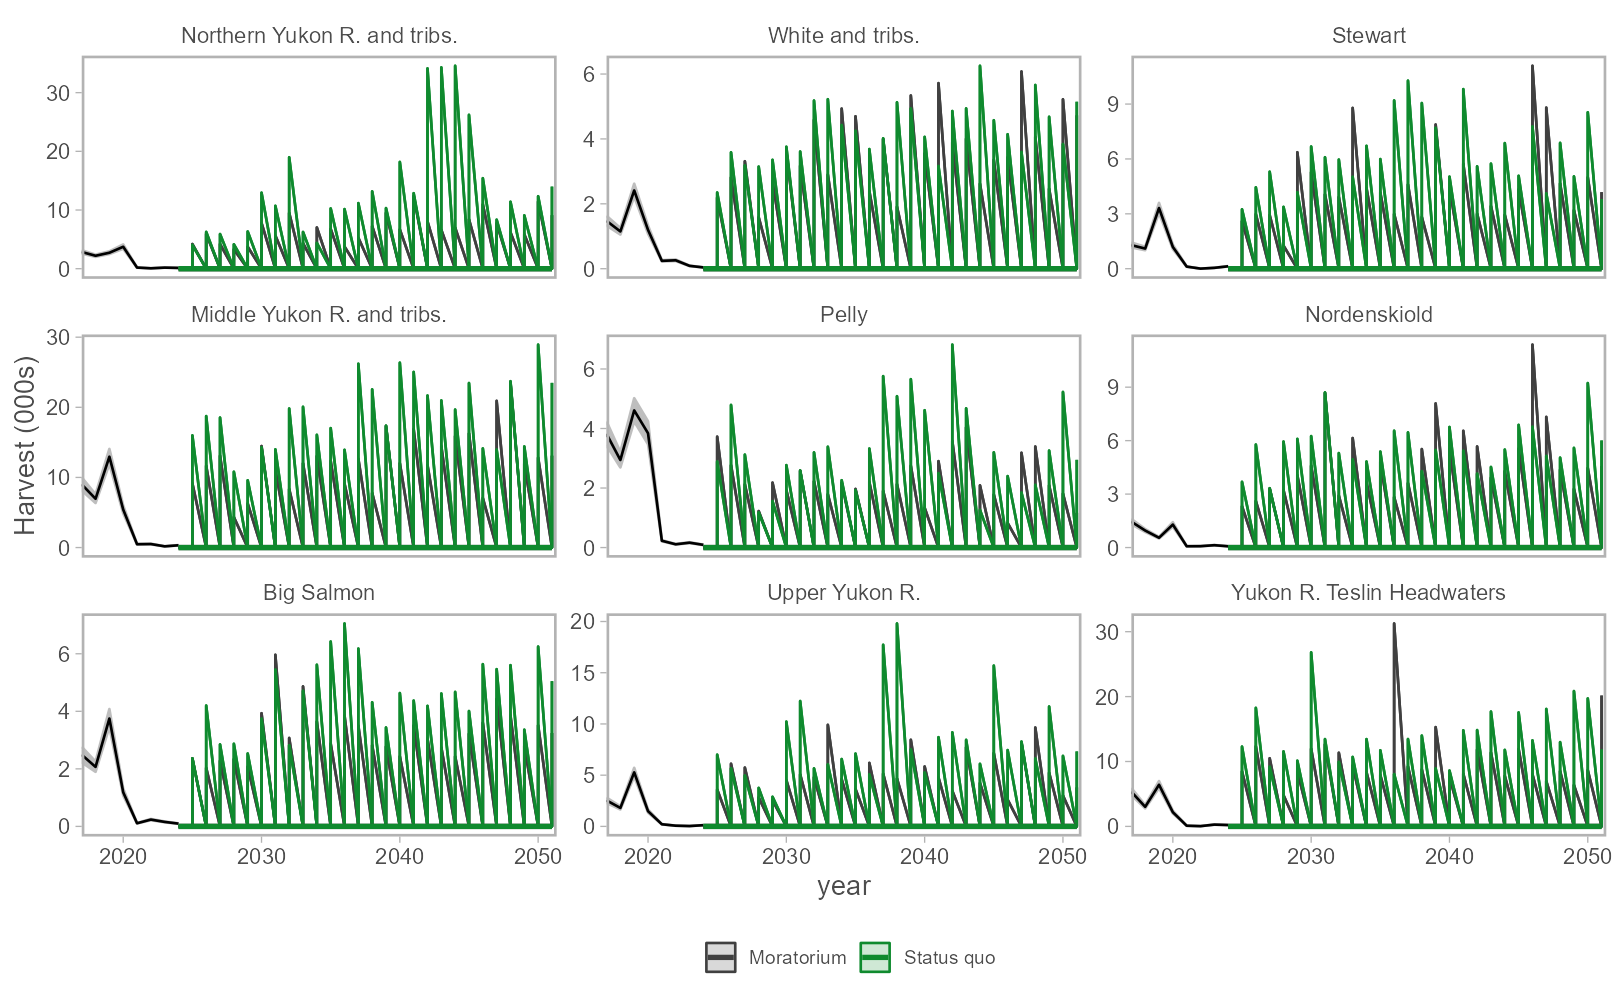 Northern Yukon R. and tribs.
White and tribs.
Stewart
30
20
10
0
6
4
2
0
9
6
3
0
Middle Yukon R. and tribs.
Pelly
Nordenskiold
Harvest (000s)
30
20
10
0
6
4
2
0
9
6
3
0
Big Salmon
Upper Yukon R.
Yukon R. Teslin Headwaters
6
4
2
0
20
15
10
5
0
30
20
10
0
2020 2030 2040 2050
2020 2030 2040 2050
2020 2030 2040 2050
year
Moratorium Status quo